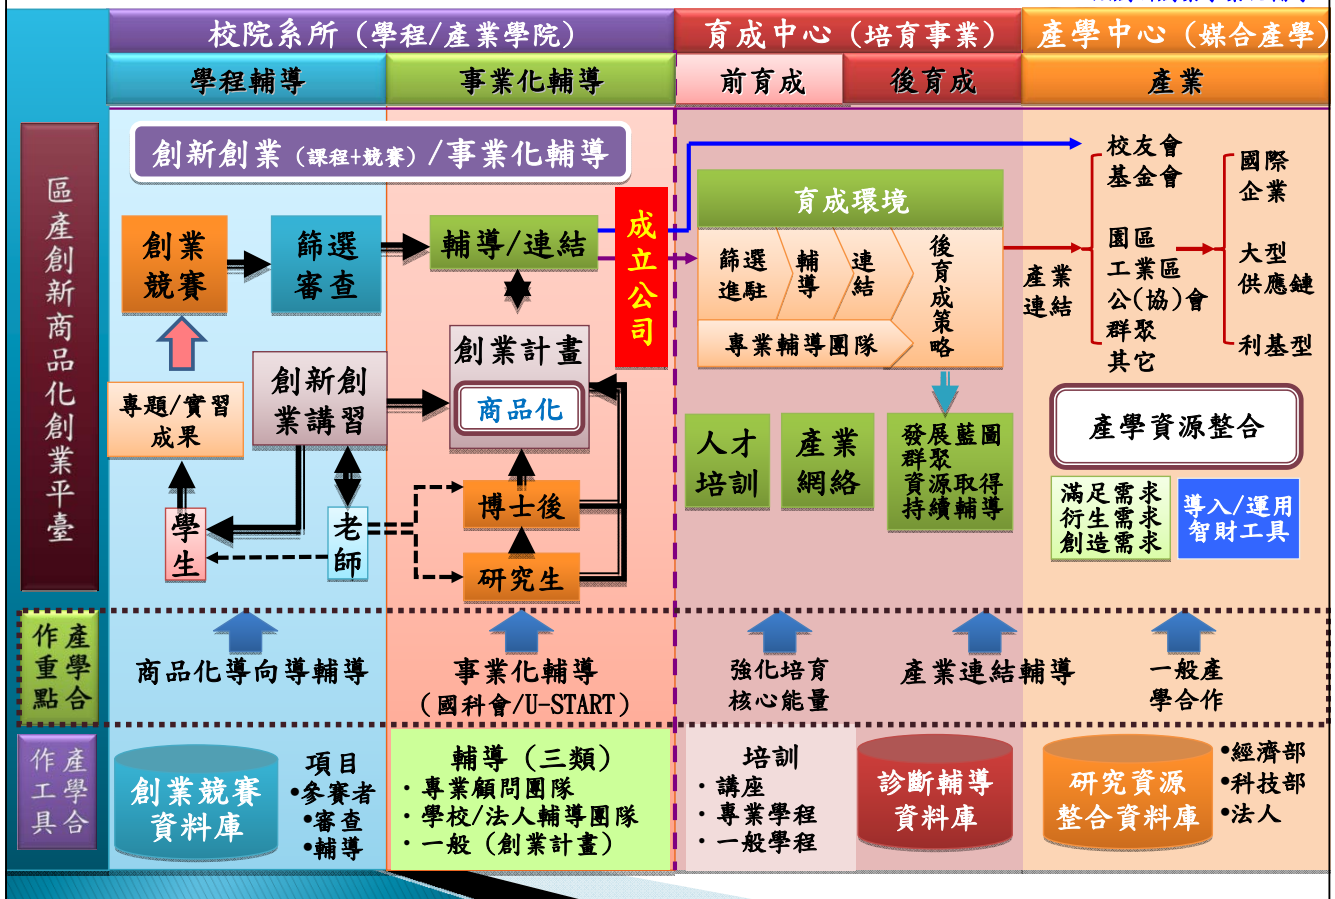 校院系所（學程/產業學院）
育成中心（培育事業）
產學中心（媒合產學）
學程輔導
事業化輔導
前育成
後育成
產業
區產創新商品化創業平臺
創新創業（課程+競賽）/事業化輔導
創業
競賽
篩選
審查
輔導/連結
成立公司
創業計畫
商品化
創新創
業講習
專題/實習
成果
學生
老師
博士後
研究生
育成環境
篩選
進駐
輔導
連結
後育成策略
專業輔導團隊
人才
培訓
產業
網絡
發展藍圖
群聚
資源取得
持續輔導
產業
連結
校友會
基金會
園區
工業區
公(協)會
群聚
其它
國際
企業
大型
供應鏈
利基型
產學資源整合
滿足需求
衍生需求
創造需求
導入/運用
智財工具
產學合作重點
商品化導向導輔導
事業化輔導
（國科會/U-START）
強化培育
核心能量
產業連結輔導
一般產
學合作
產學合作工具
創業競賽
資料庫
項目
•參賽者
•審查
•輔導
輔導（三類）
·專業顧問團隊
·學校/法人輔導團隊
·一般（創業計畫）
培訓
·講座
·專業學程
·一般學程
診斷輔導
資料庫
研究資源
整合資料庫
•經濟部
•科技部
•法人